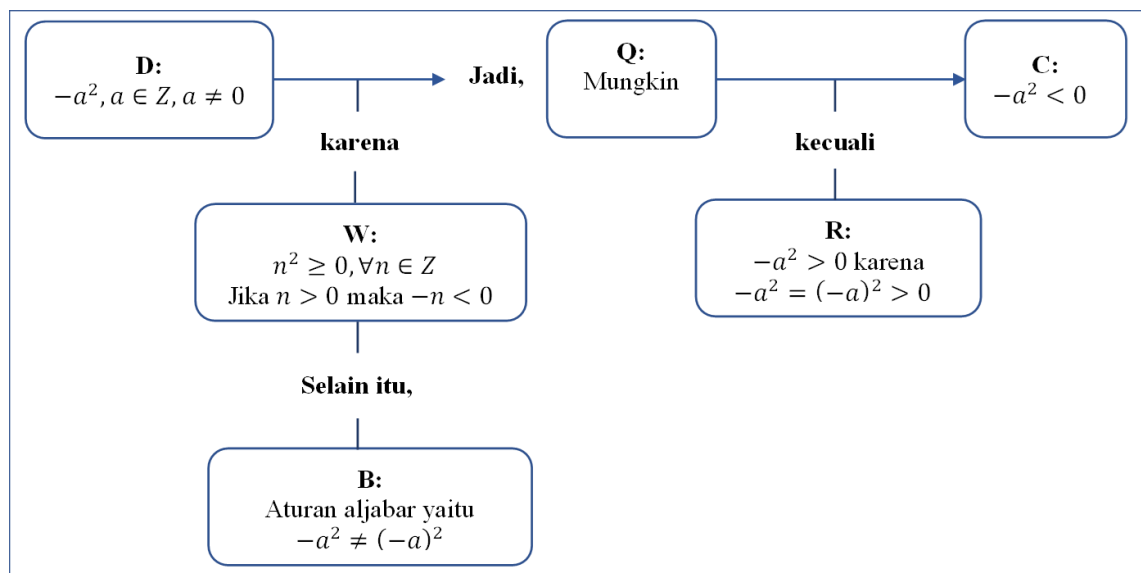 D:
−a², a ∈ Z, a ≠ 0
Jadi,
Q:
Mungkin
C:
−a² < 0
karena
kecuali
W:
n² ≥ 0, ∀n ∈ Z
Jika n > 0 maka −n < 0
R:
−a² > 0 karena
−a² = (−a)² > 0
Selain itu,
B:
Aturan aljabar yaitu
−a² ≠ (−a)²